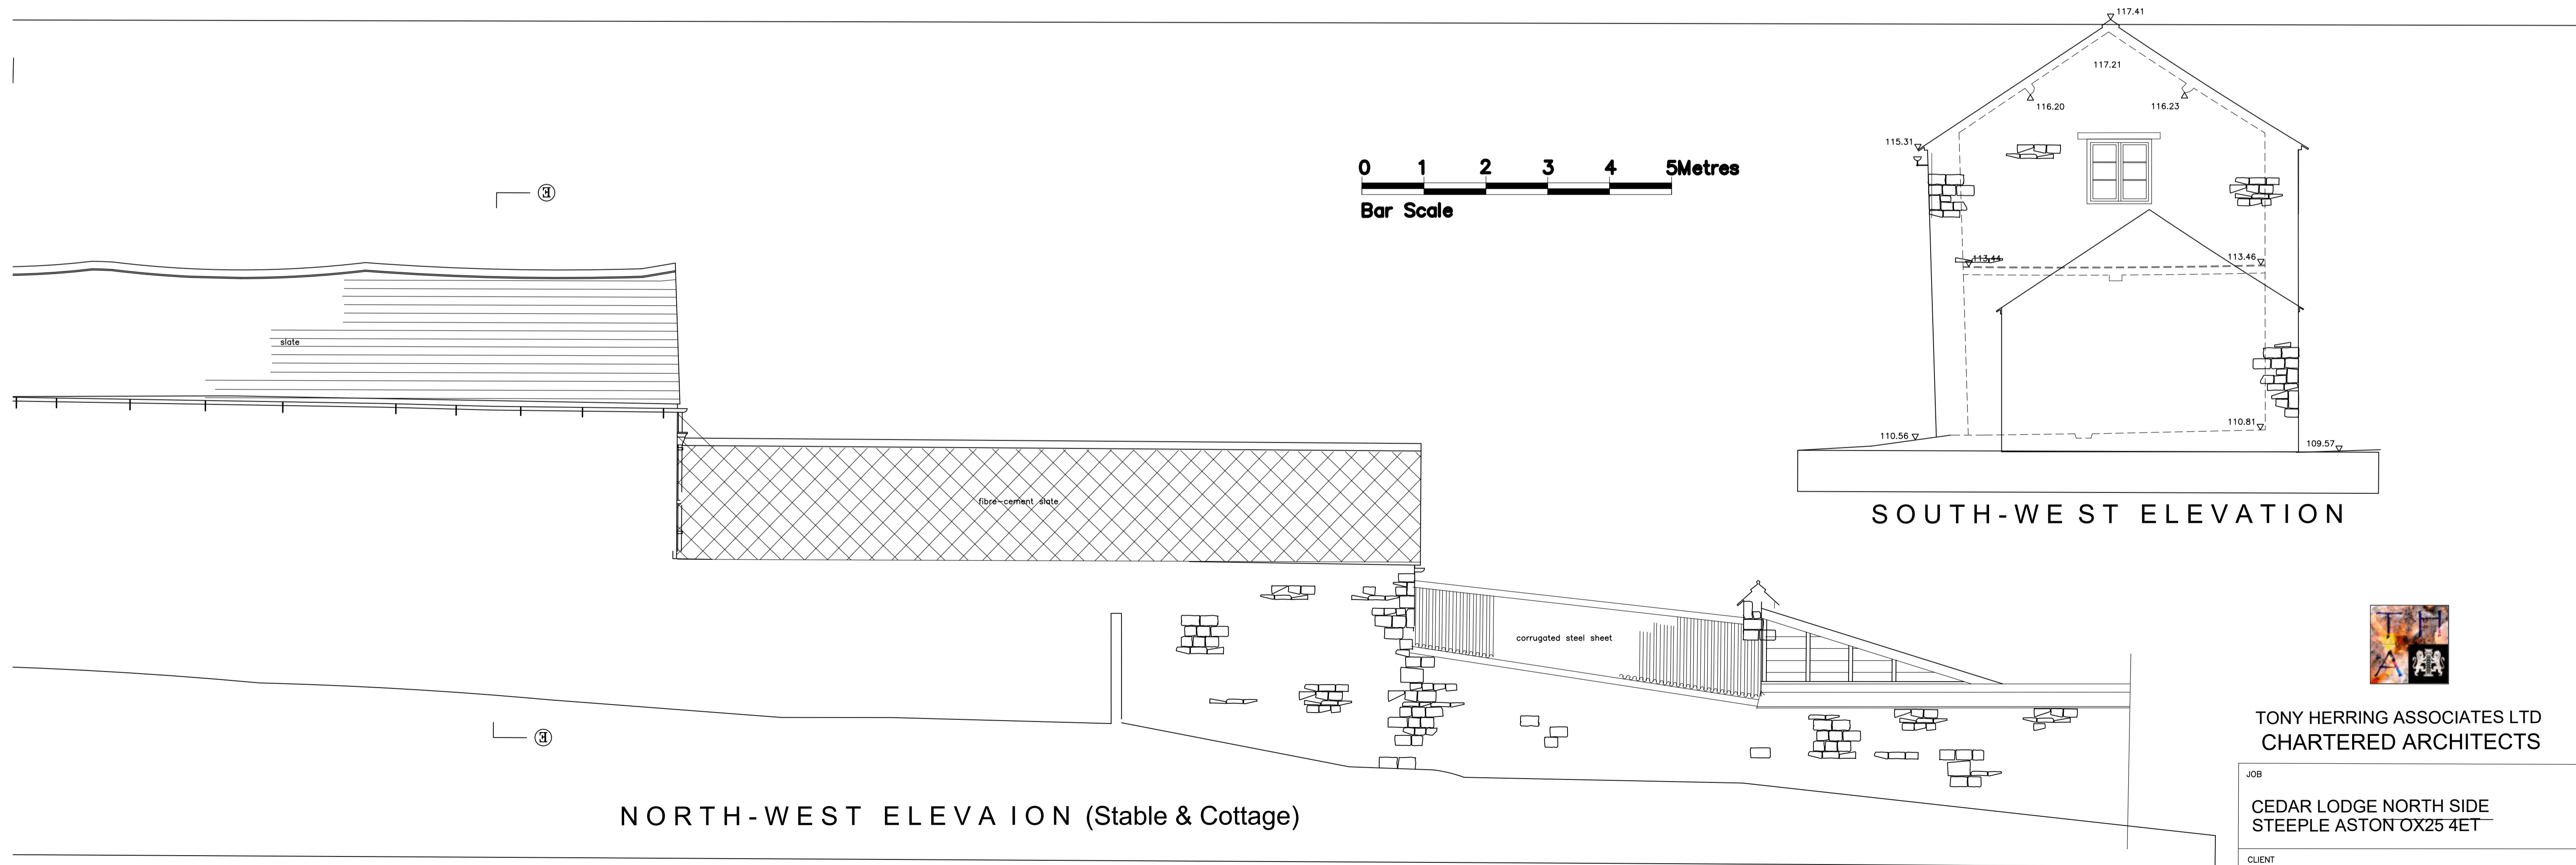 117.41
117.21
116.20
116.23
115.31
0 1 2 3 4 5Metres
Bar Scale
E
113.44
113.46
slate
110.56
110.81
109.57
fibre-cement slate
SOUTH-WE ST ELEVATION
corrugated steel sheet
T H
A
TONY HERRING ASSOCIATES LTD
CHARTERED ARCHITECTS
E
JOB
CEDAR LODGE NORTH SIDE
STEEPLE ASTON OX25 4ET
NORTH-WEST ELEVA ION (Stable & Cottage)
CLIENT